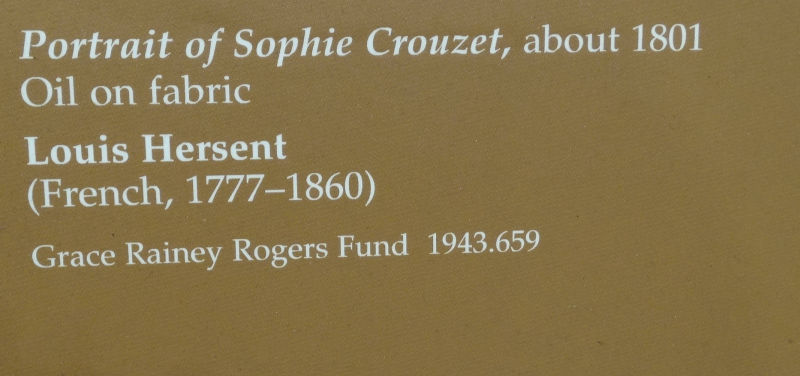 Portrait of Sophie Crouzet, about 1801
Oil on fabric
Louis Hersent
(French, 1777–1860)
Grace Rainey Rogers Fund 1943.659